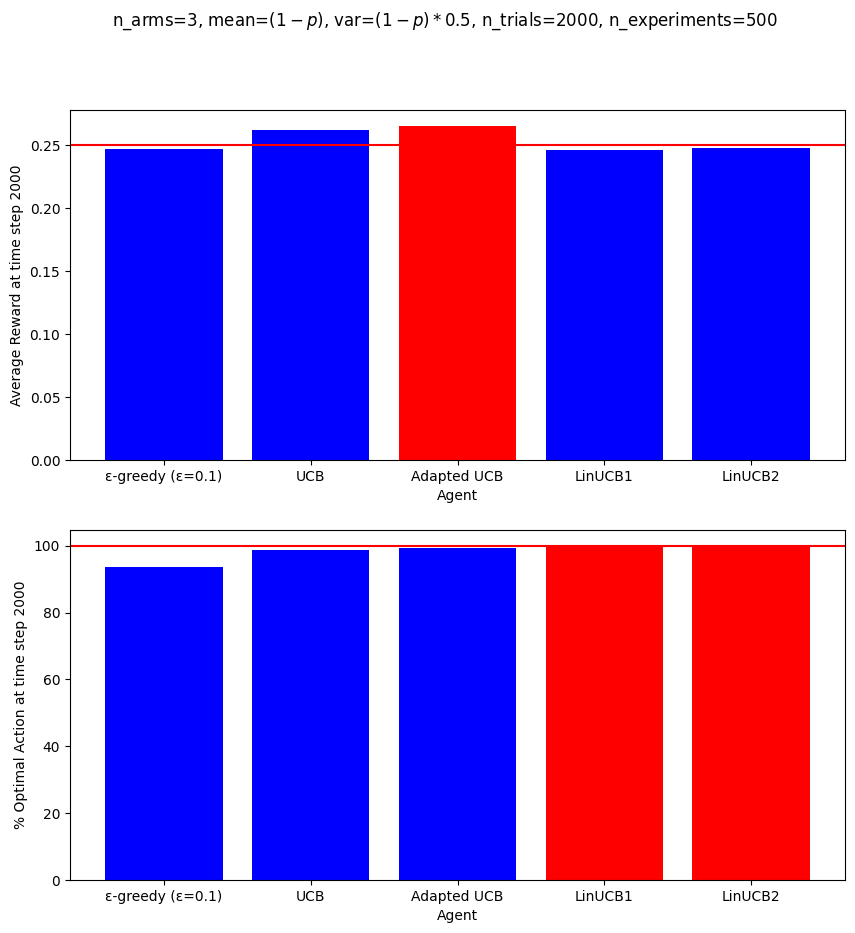 n_arms=3, mean=(1 − p), var=(1 − p) * 0.5, n_trials=2000, n_experiments=500
Average Reward at time step 2000
0.25
0.20
0.15
0.10
0.05
0.00
ε-greedy (ε=0.1) UCB Adapted UCB LinUCB1 LinUCB2
Agent
% Optimal Action at time step 2000
100
80
60
40
20
0
ε-greedy (ε=0.1) UCB Adapted UCB LinUCB1 LinUCB2
Agent